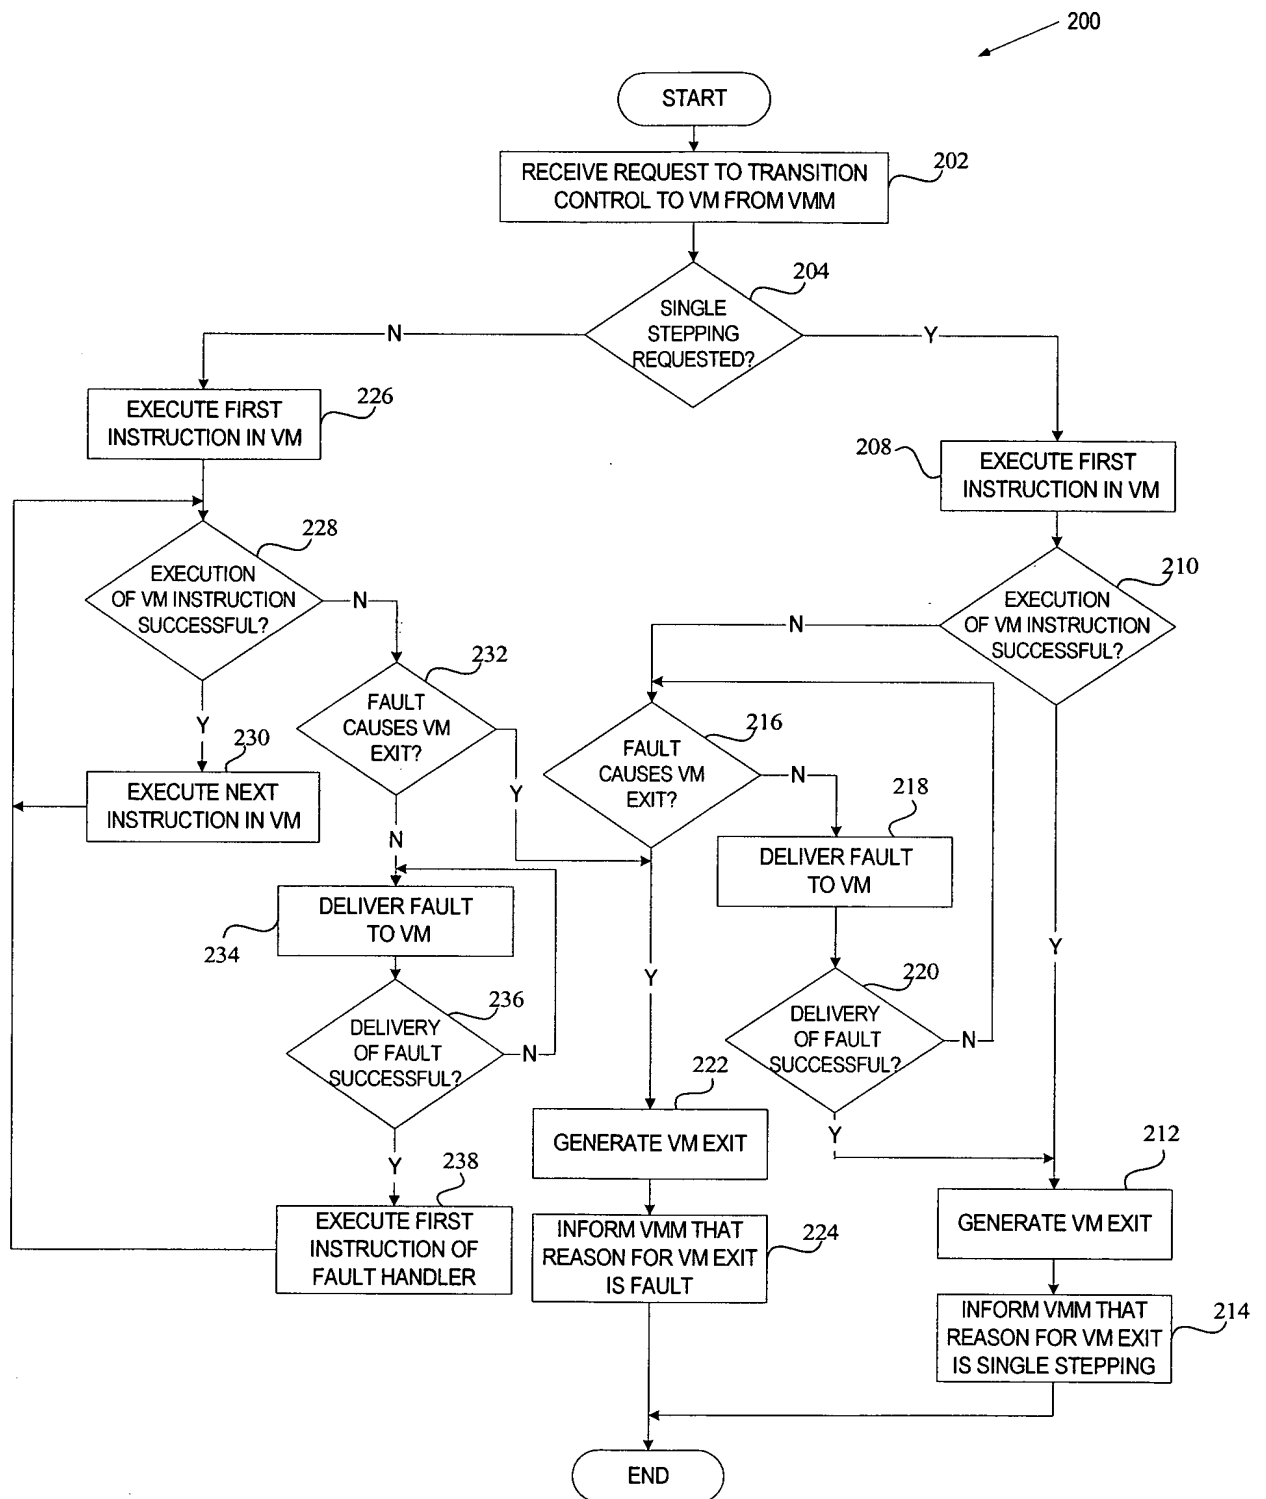 200
START
RECEIVE REQUEST TO TRANSITION
CONTROL TO VM FROM VMM
202
204
SINGLE
STEPPING
REQUESTED?
N
Y
EXECUTE FIRST
INSTRUCTION IN VM
226
208
EXECUTE FIRST
INSTRUCTION IN VM
228
EXECUTION
OF VM INSTRUCTION
SUCCESSFUL?
N
Y
210
EXECUTION
OF VM INSTRUCTION
SUCCESSFUL?
N
Y
232
FAULT
CAUSES VM
EXIT?
Y
N
216
FAULT
CAUSES VM
EXIT?
N
Y
230
EXECUTE NEXT
INSTRUCTION IN VM
218
DELIVER FAULT
TO VM
DELIVER FAULT
TO VM
234
236
DELIVERY
OF FAULT
SUCCESSFUL?
N
Y
220
DELIVERY
OF FAULT
SUCCESSFUL?
N
Y
222
GENERATE VM EXIT
212
GENERATE VM EXIT
238
EXECUTE FIRST
INSTRUCTION OF
FAULT HANDLER
INFORM VMM THAT
REASON FOR VM EXIT
IS FAULT
224
INFORM VMM THAT
REASON FOR VM EXIT
IS SINGLE STEPPING
214
END